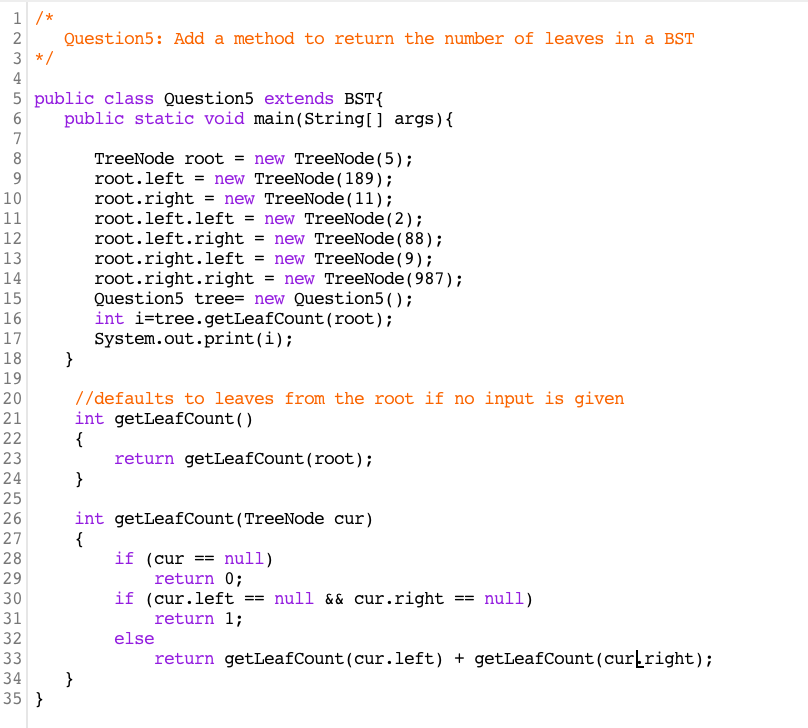 1 /*
2    Question5: Add a method to return the number of leaves in a BST
3 */
4
5 public class Question5 extends BST{
6    public static void main(String[] args){
7
8       TreeNode root = new TreeNode(5);
9       root.left = new TreeNode(189);
10       root.right = new TreeNode(11);
11       root.left.left = new TreeNode(2);
12       root.left.right = new TreeNode(88);
13       root.right.left = new TreeNode(9);
14       root.right.right = new TreeNode(987);
15       Question5 tree= new Question5();
16       int i=tree.getLeafCount(root);
17       System.out.print(i);
18    }
19
20     //defaults to leaves from the root if no input is given
21     int getLeafCount()
22     {
23         return getLeafCount(root);
24     }
25
26     int getLeafCount(TreeNode cur)
27     {
28         if (cur == null)
29             return 0;
30         if (cur.left == null && cur.right == null)
31             return 1;
32         else
33             return getLeafCount(cur.left) + getLeafCount(cur.right);
34    }
35 }